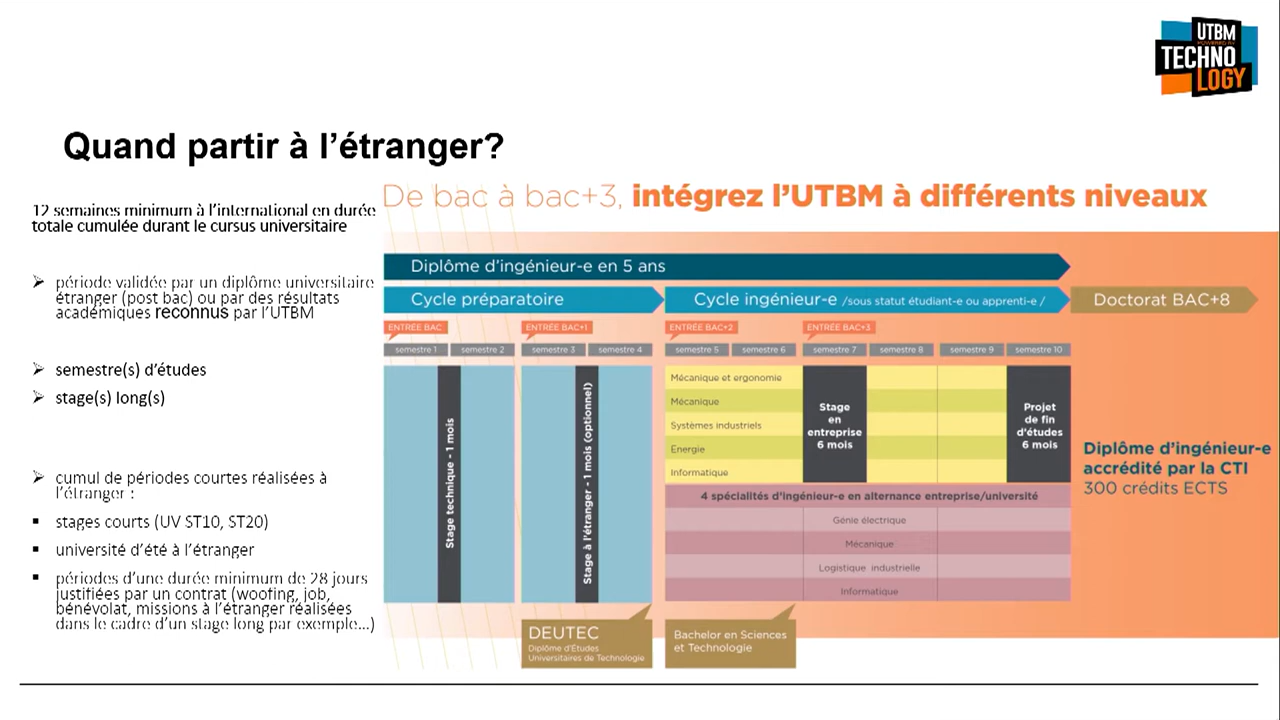 UTBM
TECHNO
LOGY
Quand partir à l'étranger?
De bac à bac+3, intégrez l'UTBM à différents niveaux
12 semaines minimum à l'international en durée
totale cumulée durant le cursus universitaire
période validée par un diplôme universitaire
étranger (post bac) ou par des résultats
académiques reconnus par l'UTBM
semestre(s) d'études
stage(s) long(s)
cumul de périodes courtes réalisées à
l'étranger :
stages courts (UV ST10, ST20)
université d'été à l'étranger
périodes d'une durée minimum de 28 jours
justifiées par un contrat (woofing, job,
bénévolat, missions à l'étranger réalisées
dans le cadre d'un stage long par exemple...)
Diplôme d'ingénieur-e en 5 ans
Cycle préparatoire
Cycle ingénieur-e /sous statut étudiant-e ou apprenti-e /
Doctorat BAC+8
ENTRÉE BAC
ENTRÉE BAC+1
ENTRÉE BAC+2
ENTRÉE BAC+3
semestre 1
semestre 2
semestre 3
semestre 4
semestre 5
semestre 6
semestre 7
semestre 8
semestre 9
semestre 10
Stage technique - 1 mois
Stage à l'étranger - 1 mois (optionnel)
Mécanique et ergonomie
Mécanique
Systèmes industriels
Energie
Informatique
Stage
en
entreprise
6 mois
Projet
de fin
d'études
6 mois
4 spécialités d'ingénieur-e en alternance entreprise/université
Génie électrique
Mécanique
Logistique industrielle
Informatique
Diplôme d'ingénieur-e
accrédité par la CTI
300 crédits ECTS
DEUTEC
Diplôme d'Études
Universitaires de Technologie
Bachelor en Sciences
et Technologie